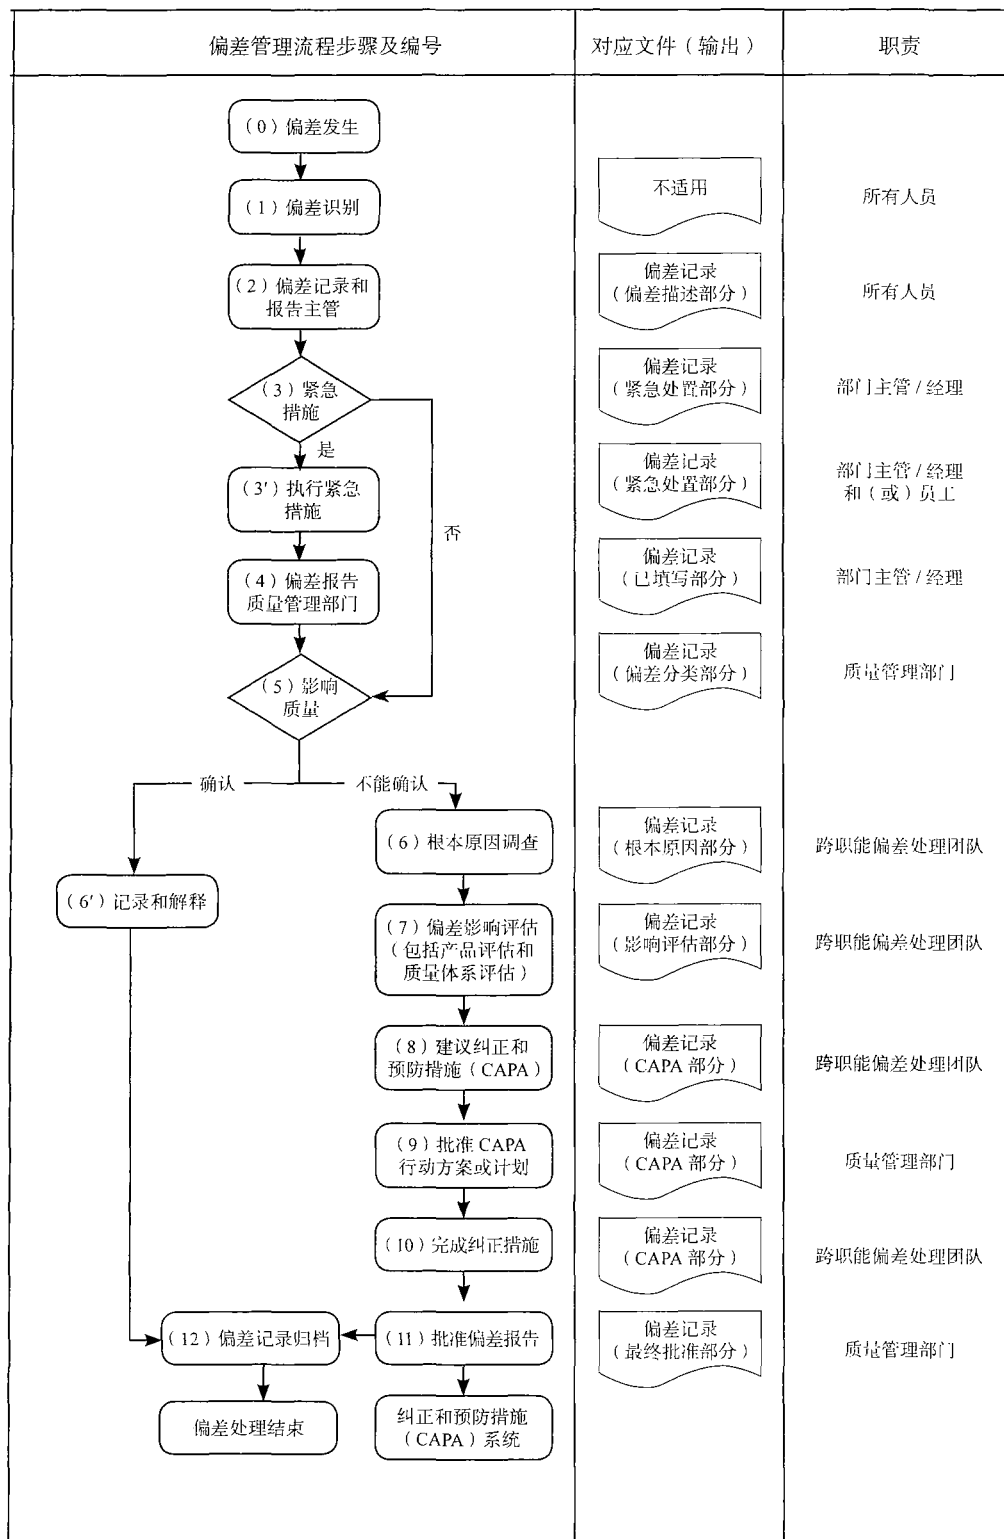 偏差管理流程步骤及编号
对应文件（输出）
职责
（0）偏差发生
（1）偏差识别
不适用
所有人员
（2）偏差记录和
报告主管
偏差记录
（偏差描述部分）
所有人员
（3）紧急
措施
偏差记录
（紧急处置部分）
部门主管/经理
是
否
（3′）执行紧急
措施
偏差记录
（紧急处置部分）
部门主管/经理
和（或）员工
（4）偏差报告
质量管理部门
偏差记录
（已填写部分）
部门主管/经理
（5）影响
质量
偏差记录
（偏差分类部分）
质量管理部门
确认
不能确认
（6）根本原因调查
偏差记录
（根本原因部分）
跨职能偏差处理团队
（6′）记录和解释
（7）偏差影响评估
（包括产品评估和
质量体系评估）
偏差记录
（影响评估部分）
跨职能偏差处理团队
（8）建议纠正和
预防措施（CAPA）
偏差记录
（CAPA 部分）
跨职能偏差处理团队
（9）批准 CAPA
行动方案或计划
偏差记录
（CAPA 部分）
质量管理部门
（10）完成纠正措施
偏差记录
（CAPA 部分）
跨职能偏差处理团队
（12）偏差记录归档
（11）批准偏差报告
偏差记录
（最终批准部分）
质量管理部门
偏差处理结束
纠正和预防措施
（CAPA）系统